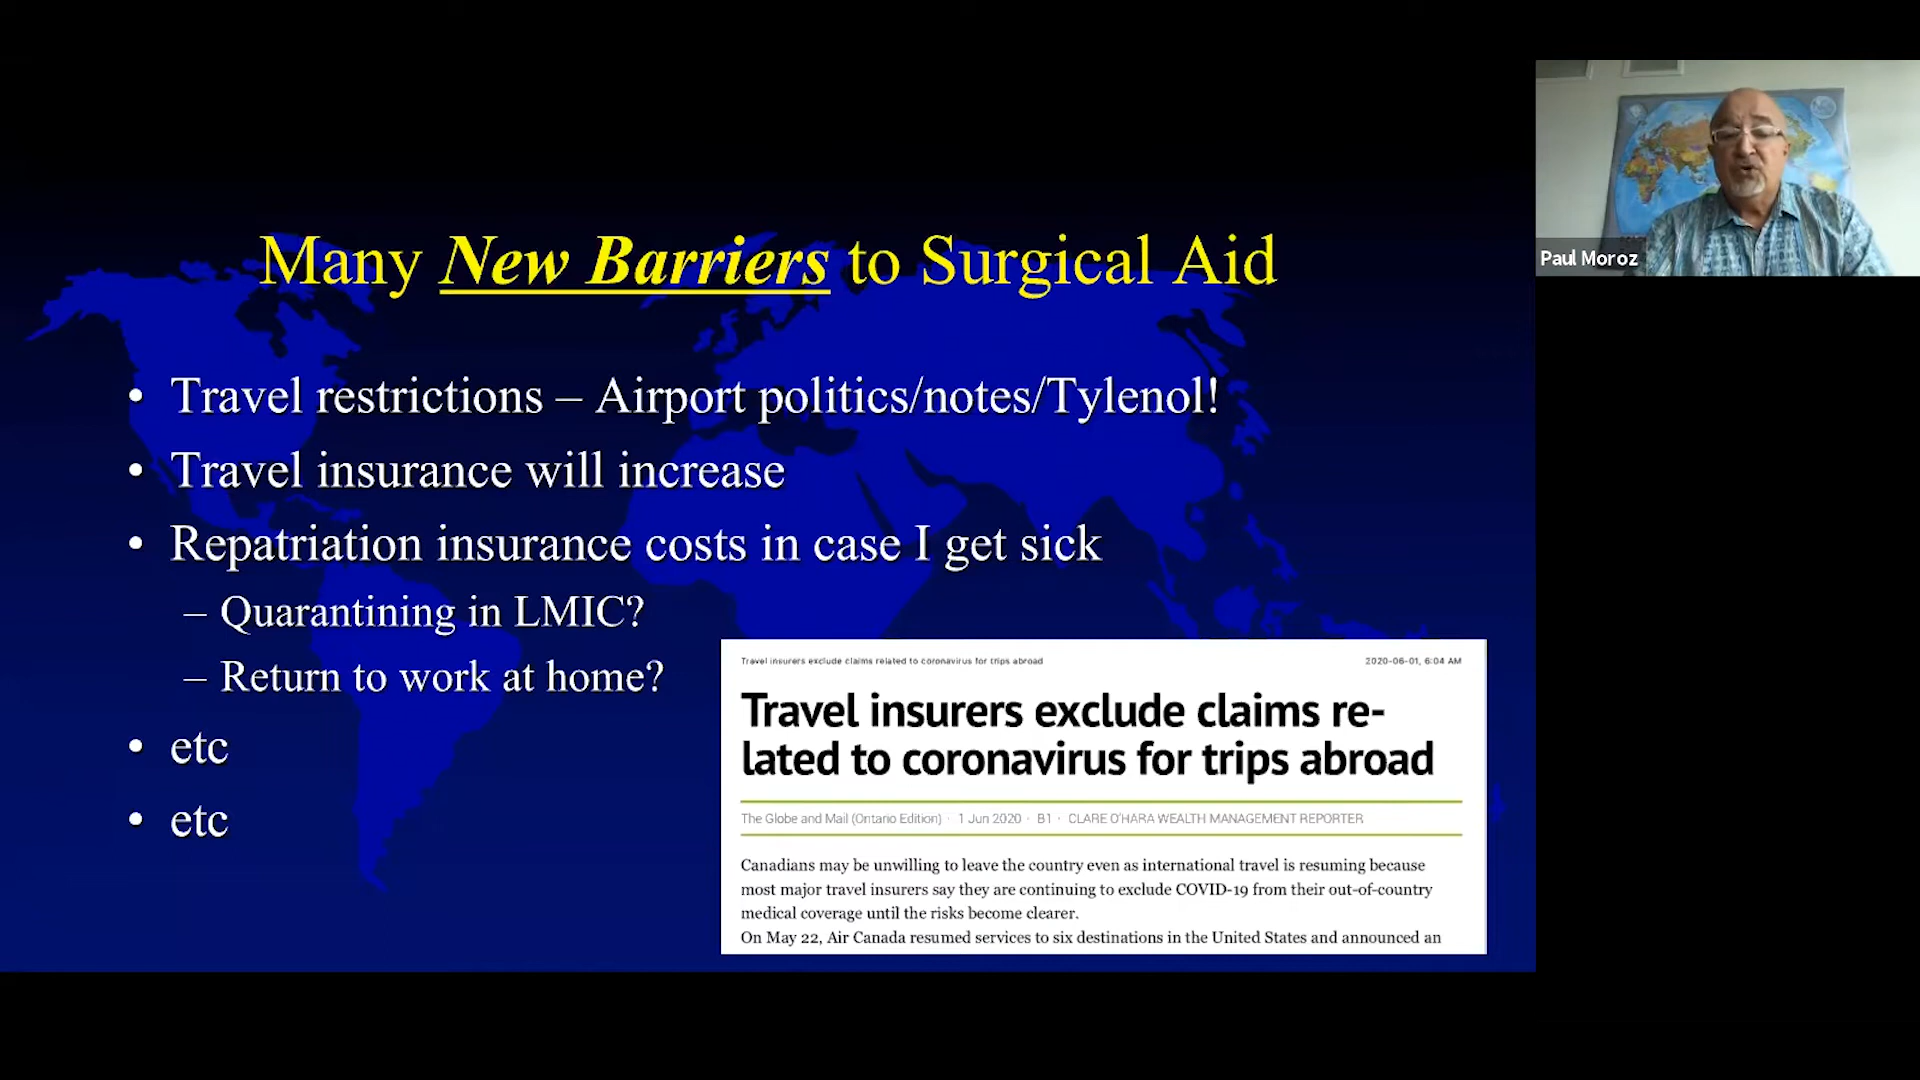 Many New Barriers to Surgical Aid
• Travel restrictions – Airport politics/notes/Tylenol!
• Travel insurance will increase
• Repatriation insurance costs in case I get sick
– Quarantining in LMIC?
– Return to work at home?
• etc
• etc
Travel insurers exclude claims related to coronavirus for trips abroad 2020-06-01, 6:04 AM
Travel insurers exclude claims re-
lated to coronavirus for trips abroad
The Globe and Mail (Ontario Edition) · 1 Jun 2020 · B1 · CLARE O'HARA WEALTH MANAGEMENT REPORTER
Canadians may be unwilling to leave the country even as international travel is resuming because
most major travel insurers say they are continuing to exclude COVID-19 from their out-of-country
medical coverage until the risks become clearer.
On May 22, Air Canada resumed services to six destinations in the United States and announced an
Paul Moroz